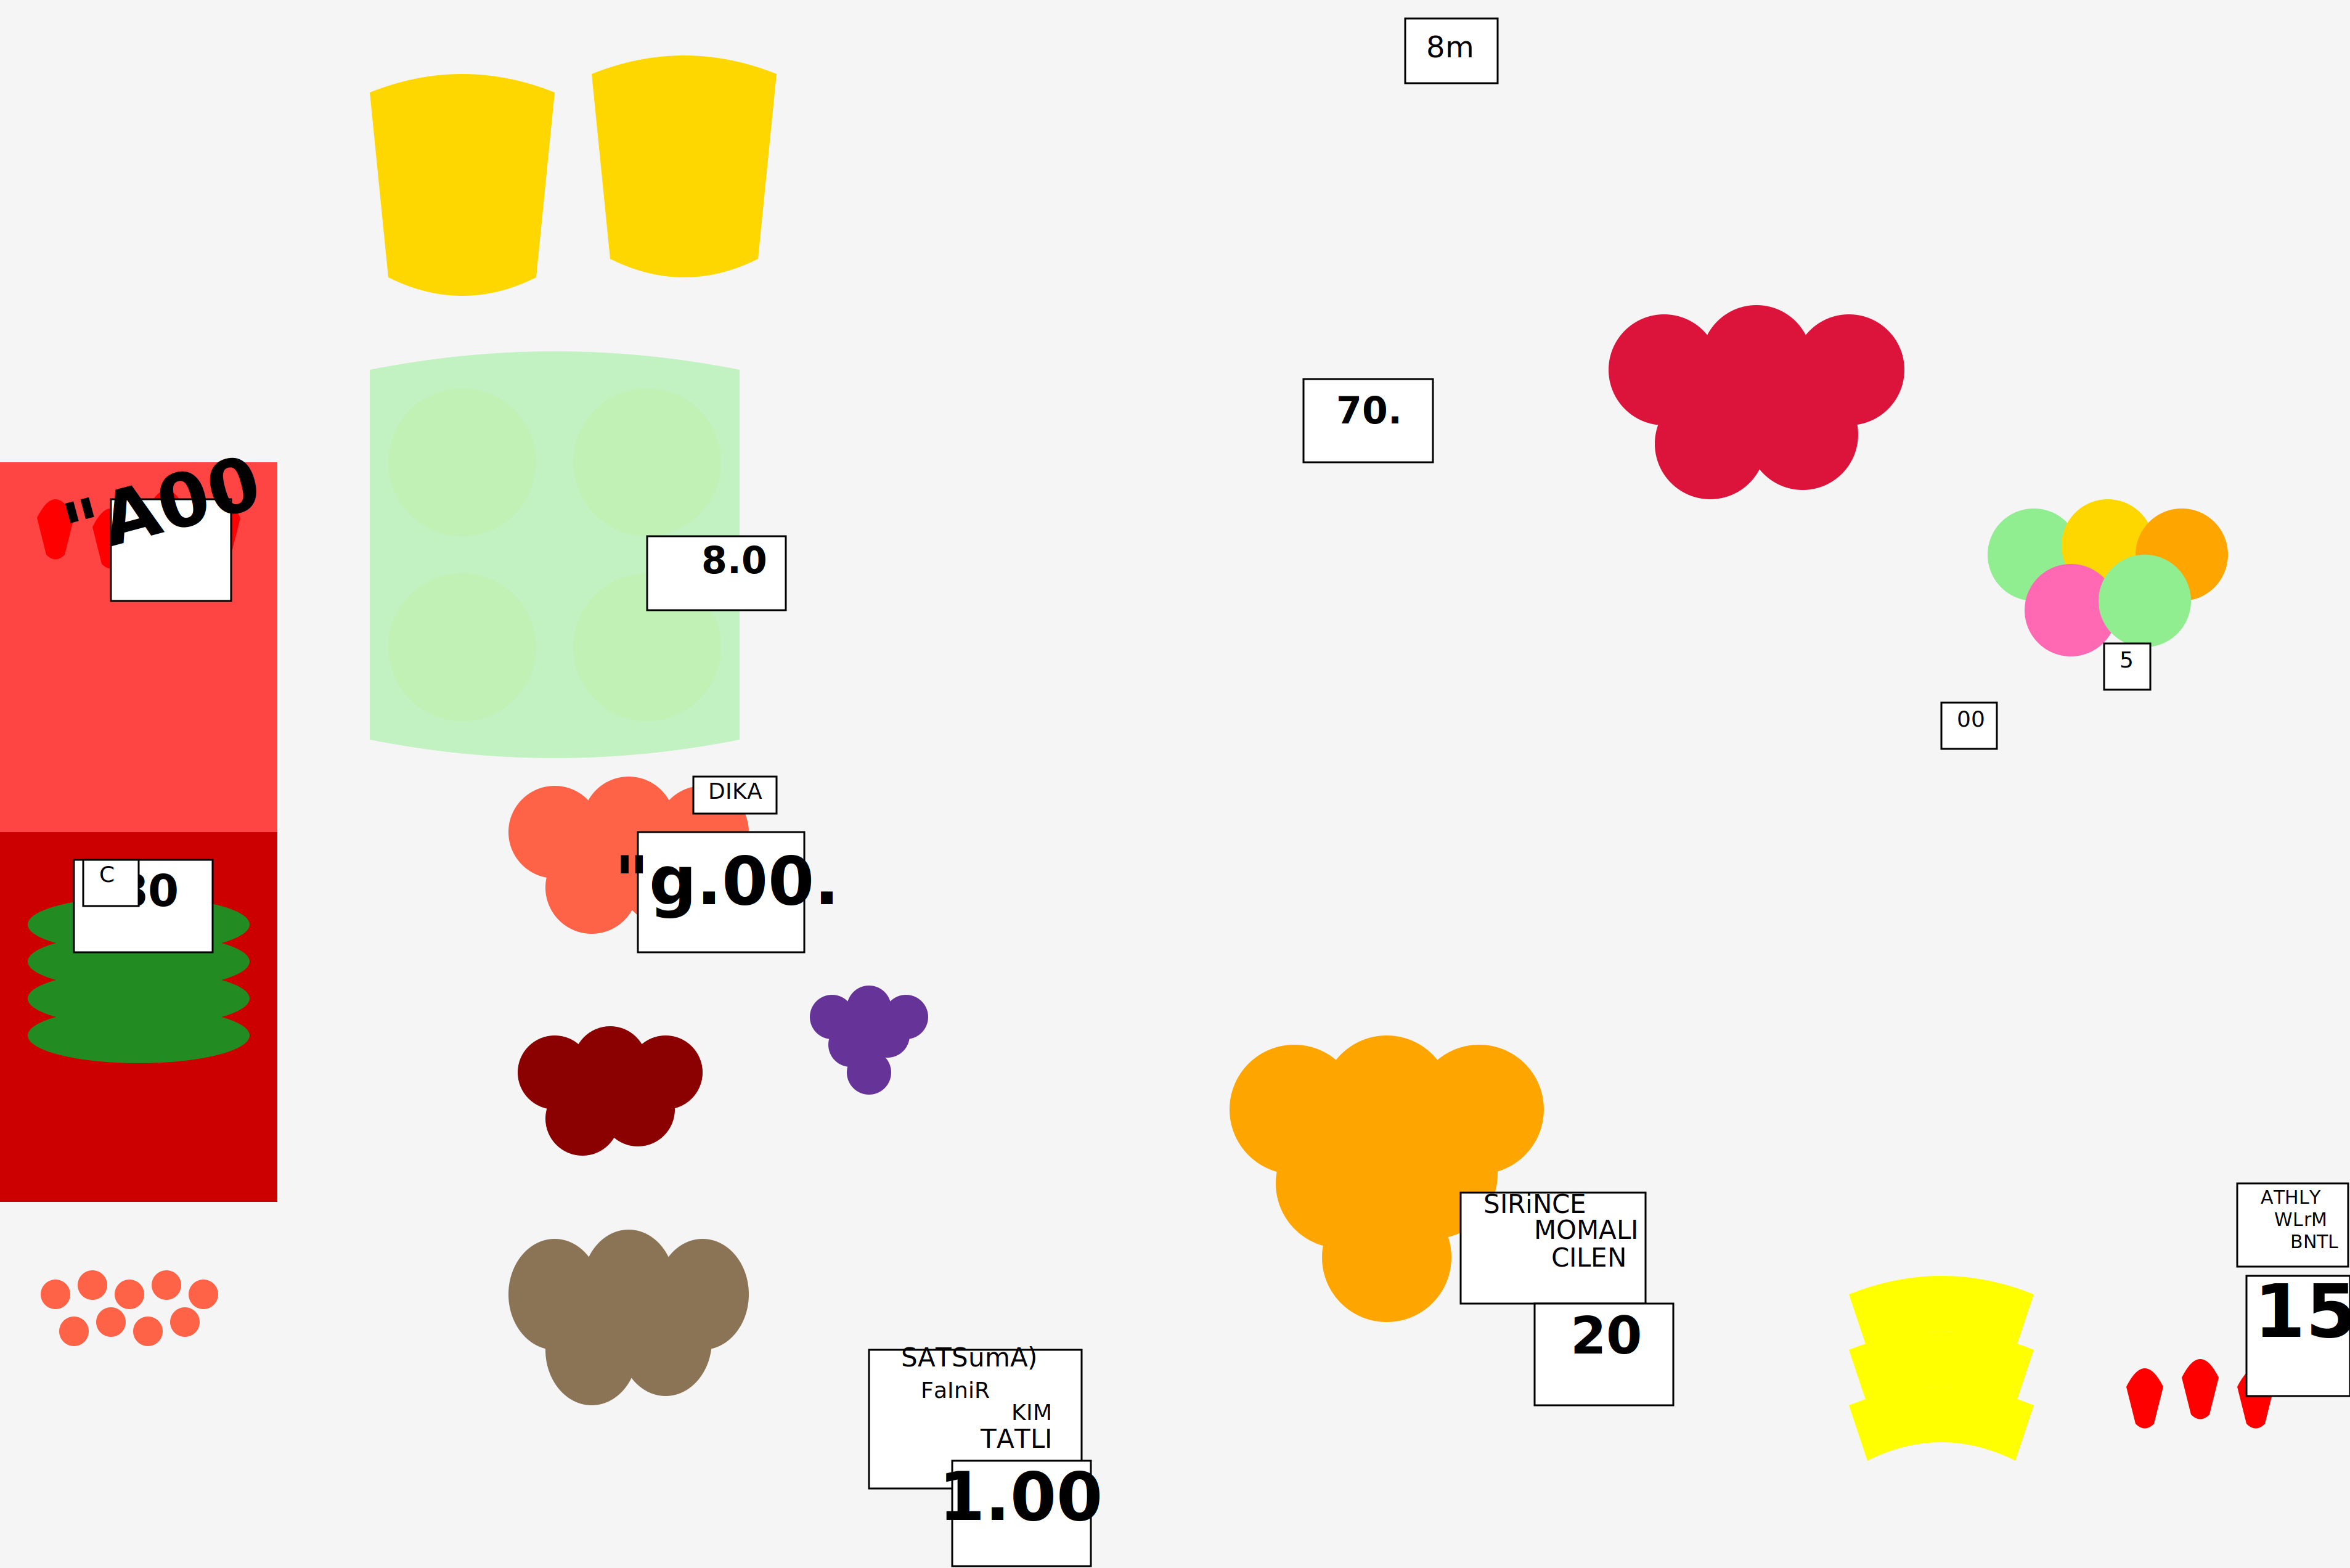 8m
70.
"A00
8.0
5
00
DIKA
"g.00.
C
30
SIRiNCE
MOMALI
CILEN
20
ATHLY
WLrM
BNTL
15
SATSumA)
FaIniR
KIM
TATLI
1.00